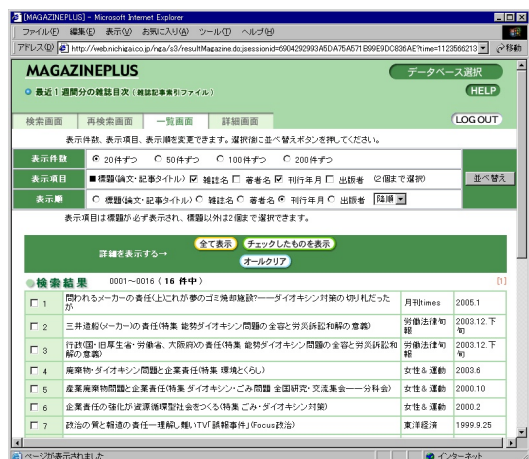 [MAGAZINEPLUS] - Microsoft Internet Explorer
ファイル(F) 編集(E) 表示(V) お気に入り(A) ツール(T) ヘルプ(H)
アドレス(D) http://web.nichigai.co.jp/nga/s3/resultMagazine.do;jsessionid=6904292993A5DA75A571B99E9DC836AE?time=1123566213 移動
MAGAZINEPLUS データベース選択
最近1週間分の雑誌目次(雑誌記事索引ファイル) HELP
検索画面 再検索画面 一覧画面 詳細画面 LOG OUT
表示件数、表示項目、表示順を変更できます。選択後に並べ替えボタンを押してください。
表示件数 20件ずつ 50件ずつ 100件ずつ 200件ずつ
表示項目 ■標題(論文・記事タイトル) 雑誌名 著者名 刊行年月 出版者 (2個まで選択) 並べ替え
表示順 標題(論文・記事タイトル) 雑誌名 著者名 刊行年月 出版者 降順
表示項目は標題が必ず表示され、標題以外は2個まで選択できます。
詳細を表示する→ 全て表示 チェックしたものを表示
オールクリア
検索結果 0001~0016 (16 件中) [1]
1 問われるメーカーの責任(上)これが夢のゴミ焼却施設?――ダイオキシン対策の切り札だったが 月刊times 2005.1
2 三井造船(メーカー)の責任(特集 能勢ダイオキシン問題の全容と労災訴訟和解の意義) 労働法律旬報 2003.12.下旬
3 行政(国・旧厚生省・労働省、大阪府)の責任(特集 能勢ダイオキシン問題の全容と労災訴訟和解の意義) 労働法律旬報 2003.12.下旬
4 廃棄物・ダイオキシン問題と企業責任(特集 環境とくらし) 女性&運動 2003.6
5 産業廃棄物問題と企業責任(特集 ダイオキシン・ごみ問題 全国研究・交流集会――分科会) 女性&運動 2000.10
6 企業責任の強化が資源循環型社会をつくる(特集 ごみ・ダイオキシン対策) 女性&運動 2000.2
7 政治の質と報道の責任―理解し難いTV「誤報事件」(Focus政治) 東洋経済 1999.9.25
ページが表示されました インターネット